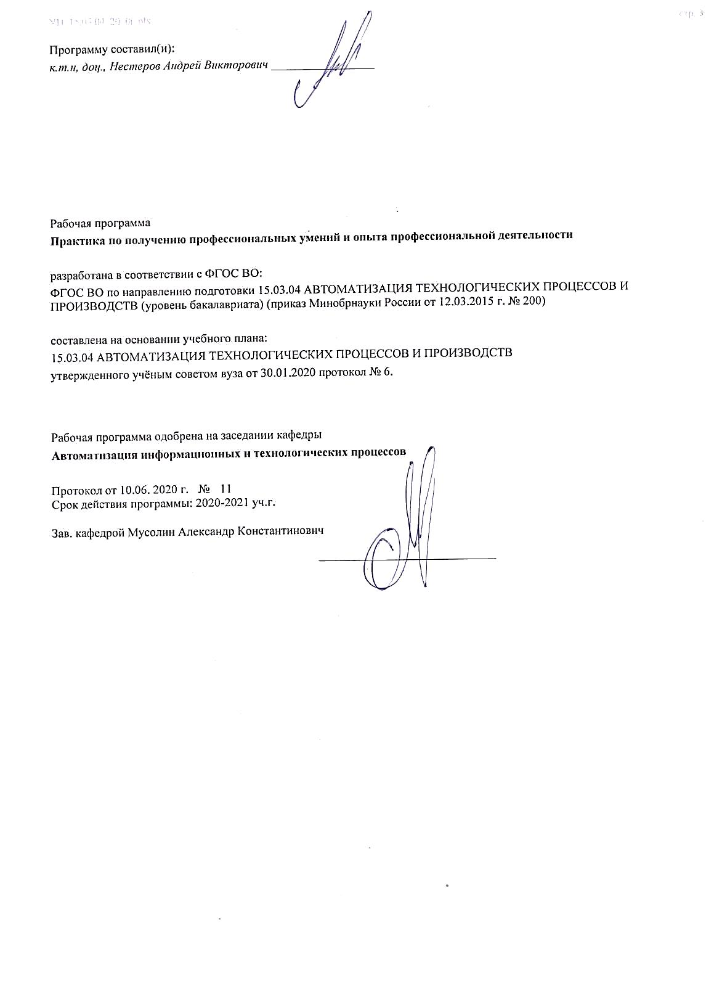 стр. 3
Программу составил(и):
к.т.н, доц., Нестеров Андрей Викторович
Рабочая программа
Практика по получению профессиональных умений и опыта профессиональной деятельности
разработана в соответствии с ФГОС ВО:
ФГОС ВО по направлению подготовки 15.03.04 АВТОМАТИЗАЦИЯ ТЕХНОЛОГИЧЕСКИХ ПРОЦЕССОВ И
ПРОИЗВОДСТВ (уровень бакалавриата) (приказ Минобрнауки России от 12.03.2015 г. № 200)
составлена на основании учебного плана:
15.03.04 АВТОМАТИЗАЦИЯ ТЕХНОЛОГИЧЕСКИХ ПРОЦЕССОВ И ПРОИЗВОДСТВ
утвержденного учёным советом вуза от 30.01.2020 протокол № 6.
Рабочая программа одобрена на заседании кафедры
Автоматизация информационных и технологических процессов
Протокол от 10.06. 2020 г. № 11
Срок действия программы: 2020-2021 уч.г.
Зав. кафедрой Мусолин Александр Константинович